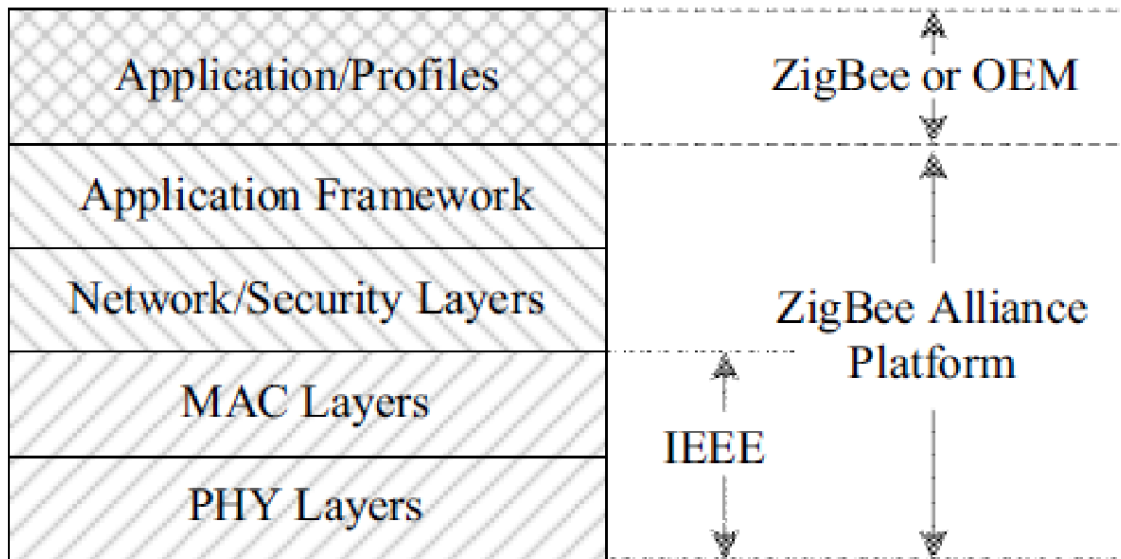 Application/Profiles
ZigBee or OEM
Application Framework
Network/Security Layers
ZigBee Alliance
Platform
MAC Layers
IEEE
PHY Layers